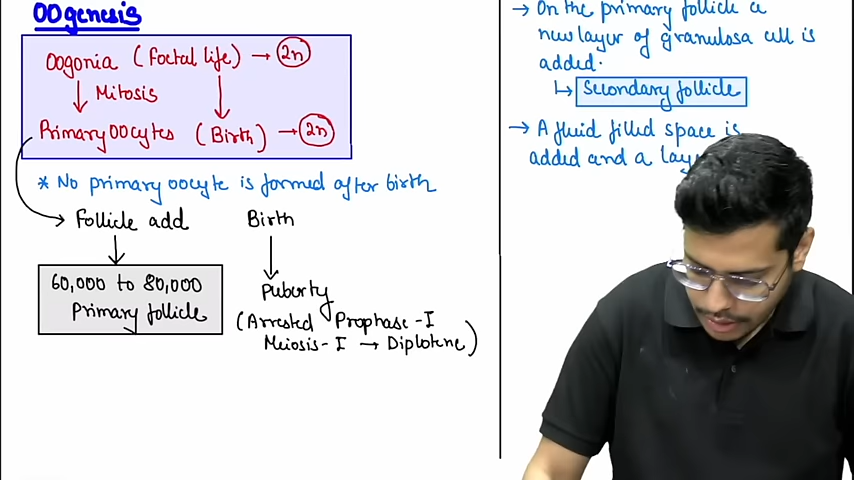 OOgenesis
Oogonia (Foetal life) → 2n
Mitosis
Primary Oocytes (Birth) → 2n
* No primary oocyte is formed after birth
Follicle add
60,000 to 80,000
Primary follicle
Birth
Puberty
(Arrested Prophase-I
Meiosis-I → Diplotene)
→ On the primary follicle a
new layer of granulosa cell is
added.
↳ Secondary follicle
→ A fluid filled space is
added and a